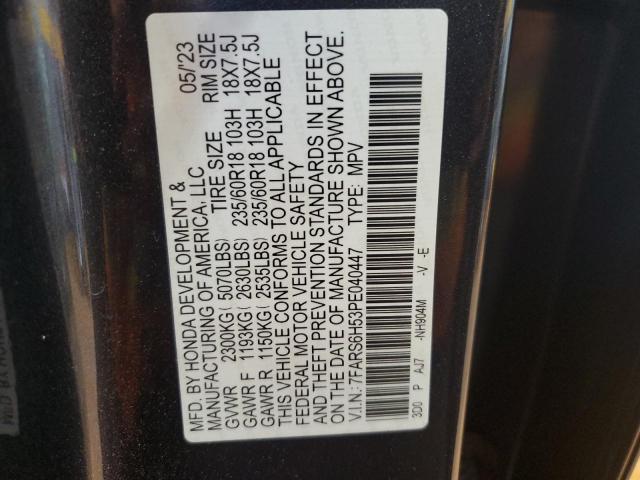 MFD. BY HONDA DEVELOPMENT & 05/'23
MANUFACTURING OF AMERICA, LLC
TIRE SIZE RIM SIZE
GVWR 2300KG( 5070LBS)
GAWR F 1193KG( 2630LBS) 235/60R18 103H 18X7.5J
GAWR R 1150KG( 2535LBS) 235/60R18 103H 18X7.5J
THIS VEHICLE CONFORMS TO ALL APPLICABLE
FEDERAL MOTOR VEHICLE SAFETY
AND THEFT PREVENTION STANDARDS IN EFFECT
ON THE DATE OF MANUFACTURE SHOWN ABOVE.
V.I.N.: 7FARS6H53PE040447 TYPE: MPV
3D0 P AJ7 -NH904M -V -E